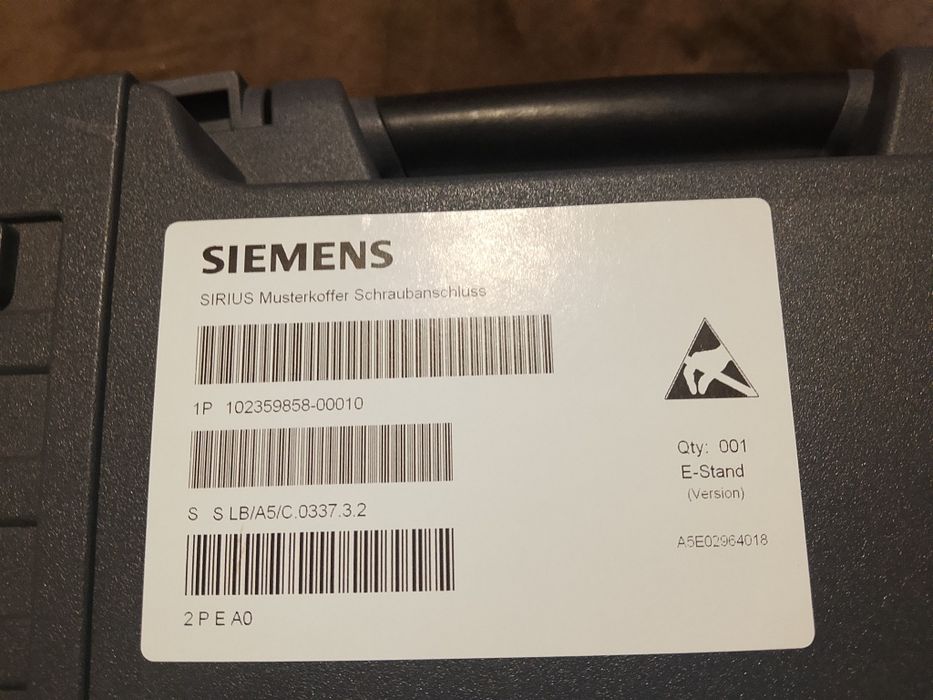 SIEMENS
SIRIUS Musterkoffer Schraubanschluss
1P 102359858-00010
S S LB/A5/C.0337.3.2
2 P E A0
Qty: 001
E-Stand
(Version)
A5E02964018